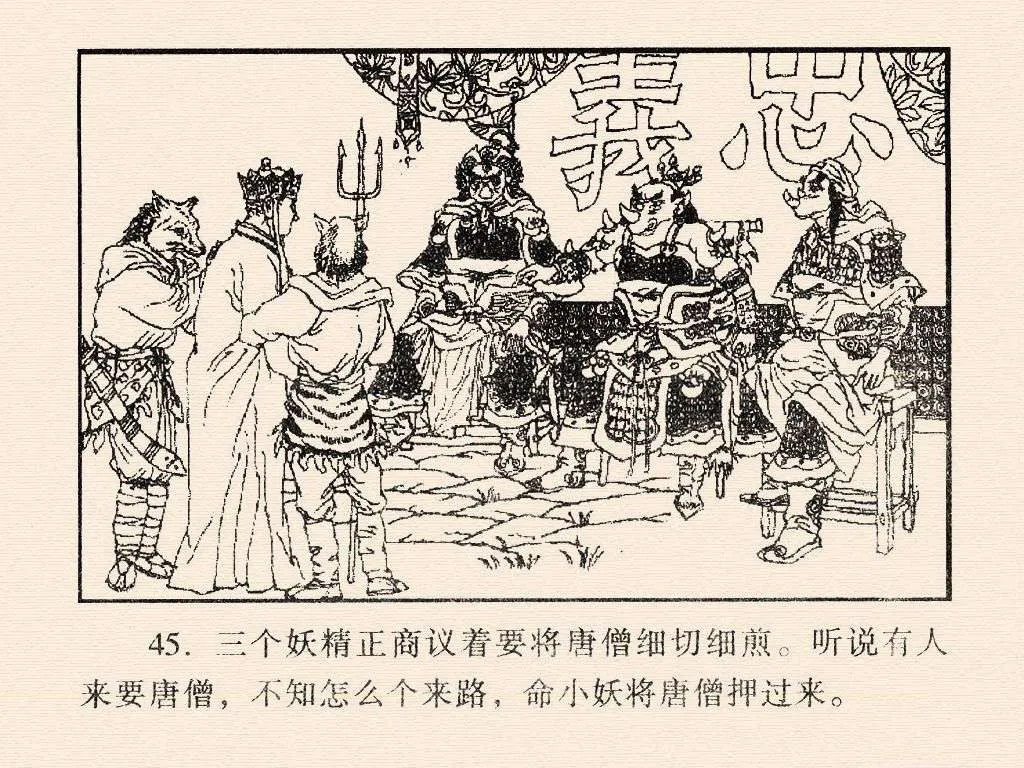 忠義
45. 三个妖精正商议着要将唐僧细切细煎。听说有人
来要唐僧，不知怎么个来路，命小妖将唐僧押过来。